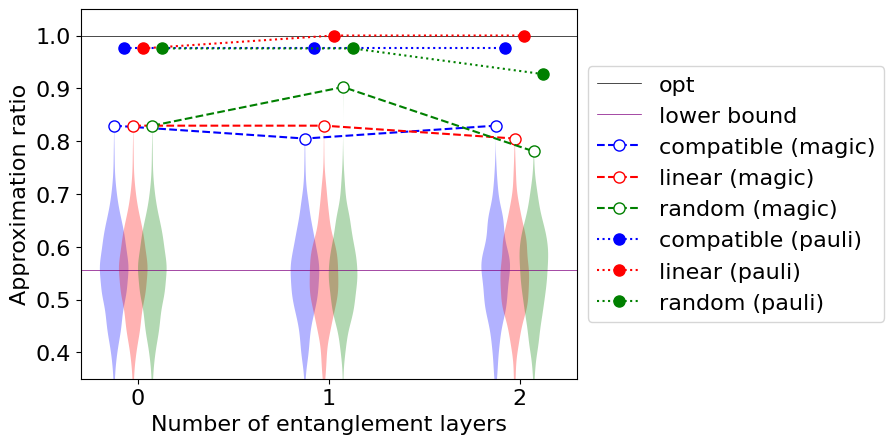 Approximation ratio
1.0
0.9
0.8
0.7
0.6
0.5
0.4
0
1
2
Number of entanglement layers
opt
lower bound
compatible (magic)
linear (magic)
random (magic)
compatible (pauli)
linear (pauli)
random (pauli)